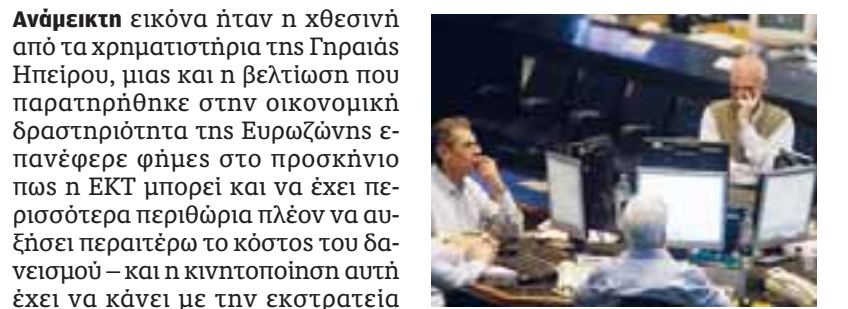 Ανάμεικτη εικόνα ήταν η χθεσινή
από τα χρηματιστήρια της Γηραιάς
Ηπείρου, μιας και η βελτίωση που
παρατηρήθηκε στην οικονομική
δραστηριότητα της Ευρωζώνης ε-
πανέφερε φήμες στο προσκήνιο
πως η ΕΚΤ μπορεί και να έχει πε-
ρισσότερα περιθώρια πλέον να αυ-
ξήσει περαιτέρω το κόστος του δα-
νεισμού – και η κινητοποίηση αυτή
έχει να κάνει με την εκστρατεία